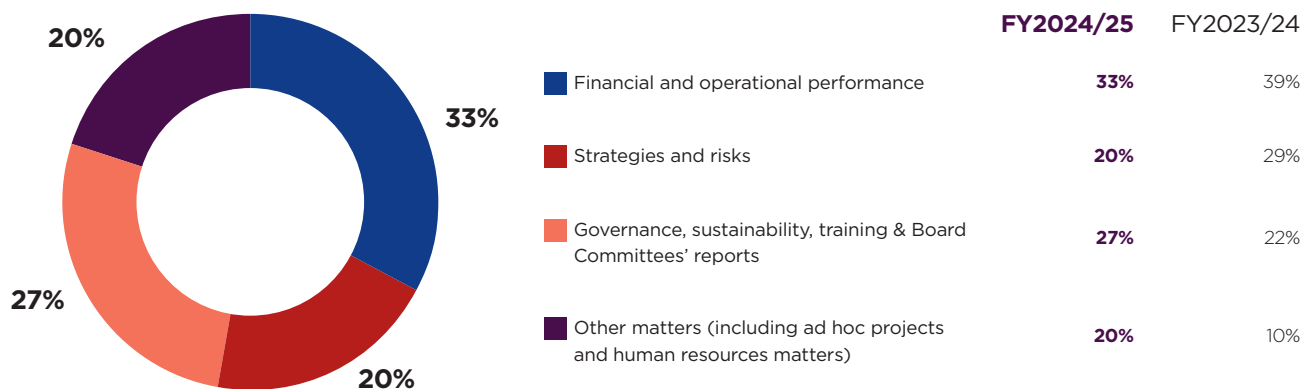 20%
33%
27%
20%
FY2024/25 FY2023/24
Financial and operational performance 33% 39%
Strategies and risks 20% 29%
Governance, sustainability, training & Board
Committees’ reports 27% 22%
Other matters (including ad hoc projects
and human resources matters) 20% 10%